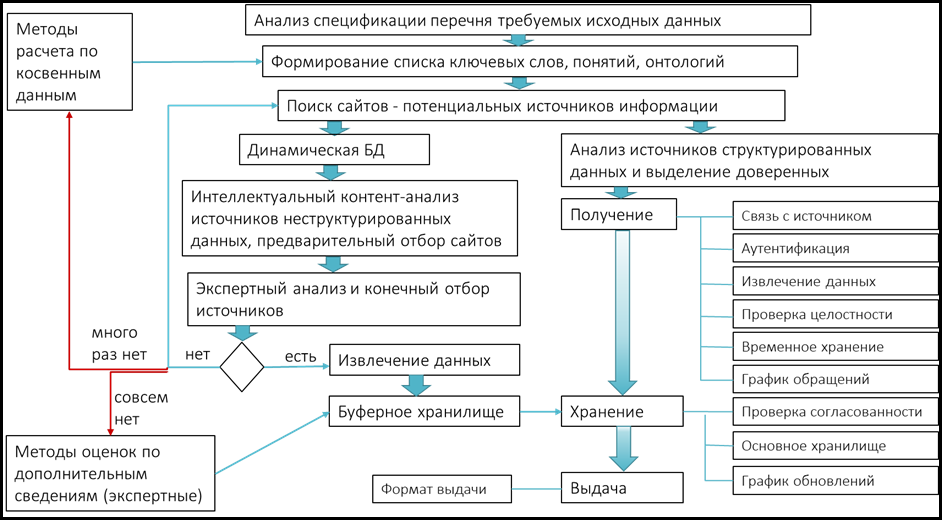 Анализ спецификации перечня требуемых исходных данных
Методы
расчета по
косвенным
данным
Формирование списка ключевых слов, понятий, онтологий
Поиск сайтов - потенциальных источников информации
Динамическая БД
Анализ источников структурированных
данных и выделение доверенных
Интеллектуальный контент-анализ
источников неструктурированных
данных, предварительный отбор сайтов
Получение
Связь с источником
Аутентификация
Извлечение данных
Проверка целостности
Временное хранение
График обращений
Экспертный анализ и конечный отбор
источников
много
раз нет
нет
есть
Извлечение данных
совсем
нет
Буферное хранилище
Хранение
Проверка согласованности
Основное хранилище
График обновлений
Методы оценок по
дополнительным
сведениям (экспертные)
Формат выдачи
Выдача